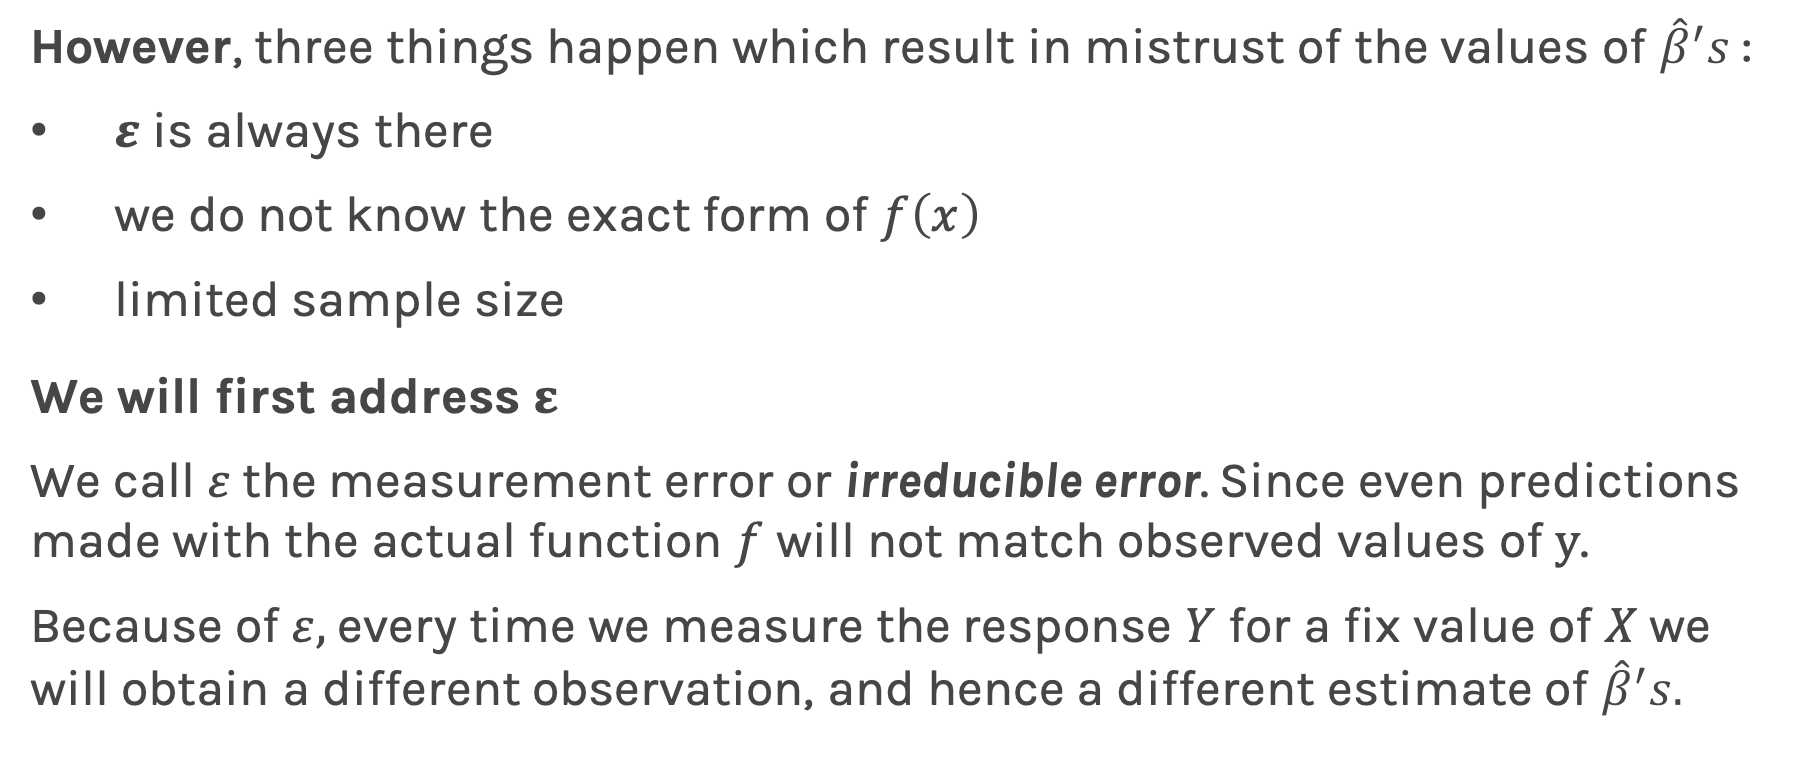 However, three things happen which result in mistrust of the values of β̂′s :
• ε is always there
• we do not know the exact form of f(x)
• limited sample size
We will first address ε
We call ε the measurement error or irreducible error. Since even predictions
made with the actual function f will not match observed values of y.
Because of ε, every time we measure the response Y for a fix value of X we
will obtain a different observation, and hence a different estimate of β̂′s.